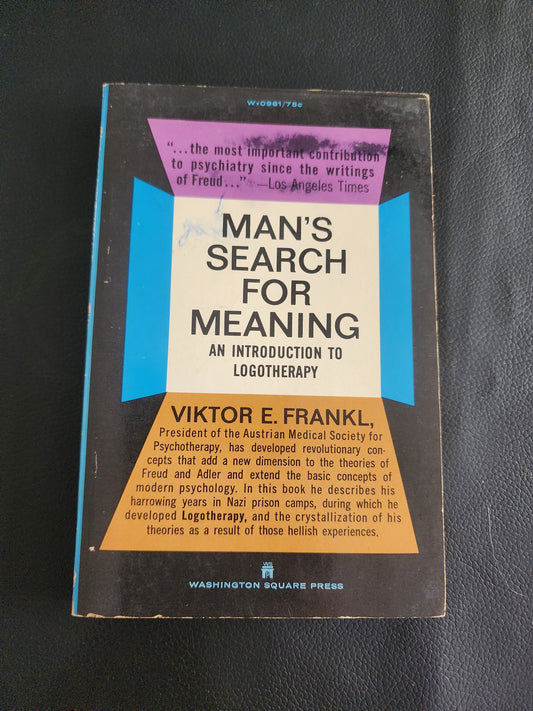 W•0961/75c
"...the most important contribution
to psychiatry since the writings
of Freud..." —Los Angeles Times
MAN'S
SEARCH
FOR
MEANING
AN INTRODUCTION TO
LOGOTHERAPY
VIKTOR E. FRANKL,
President of the Austrian Medical Society for
Psychotherapy, has developed revolutionary con-
cepts that add a new dimension to the theories of
Freud and Adler and extend the basic concepts of
modern psychology. In this book he describes his
harrowing years in Nazi prison camps, during which he
developed Logotherapy, and the crystallization of his
theories as a result of those hellish experiences.
WASHINGTON SQUARE PRESS